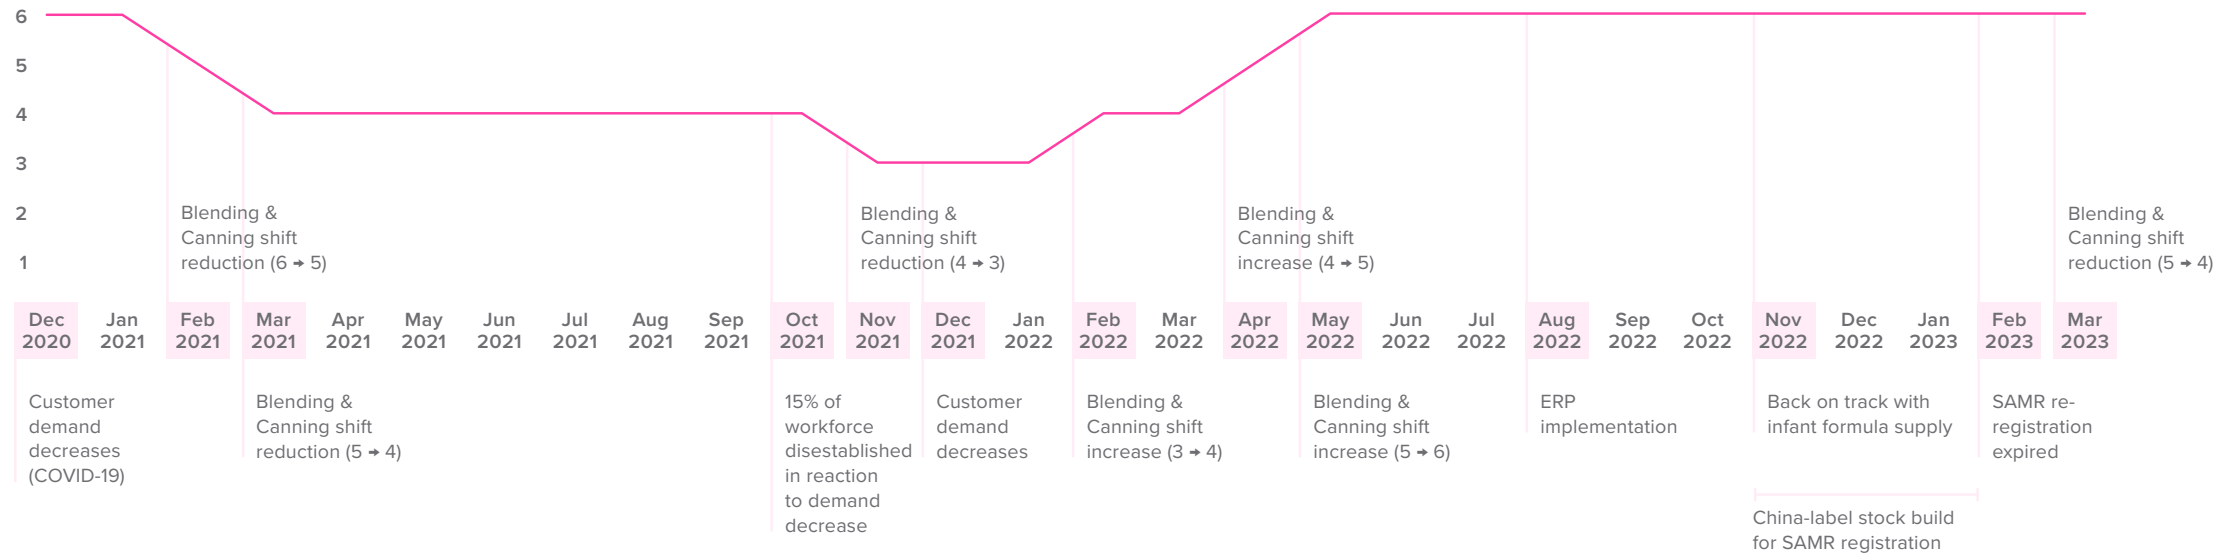 6
5
4
3
2
1
Blending &
Canning shift
reduction (6 → 5)
Blending &
Canning shift
reduction (4 → 3)
Blending &
Canning shift
increase (4 → 5)
Blending &
Canning shift
reduction (5 → 4)
Dec
2020
Jan
2021
Feb
2021
Mar
2021
Apr
2021
May
2021
Jun
2021
Jul
2021
Aug
2021
Sep
2021
Oct
2021
Nov
2021
Dec
2021
Jan
2022
Feb
2022
Mar
2022
Apr
2022
May
2022
Jun
2022
Jul
2022
Aug
2022
Sep
2022
Oct
2022
Nov
2022
Dec
2022
Jan
2023
Feb
2023
Mar
2023
Customer
demand
decreases
(COVID-19)
Blending &
Canning shift
reduction (5 → 4)
15% of
workforce
disestablished
in reaction
to demand
decrease
Customer
demand
decreases
Blending &
Canning shift
increase (3 → 4)
Blending &
Canning shift
increase (5 → 6)
ERP
implementation
Back on track with
infant formula supply
SAMR re-
registration
expired
China-label stock build
for SAMR registration